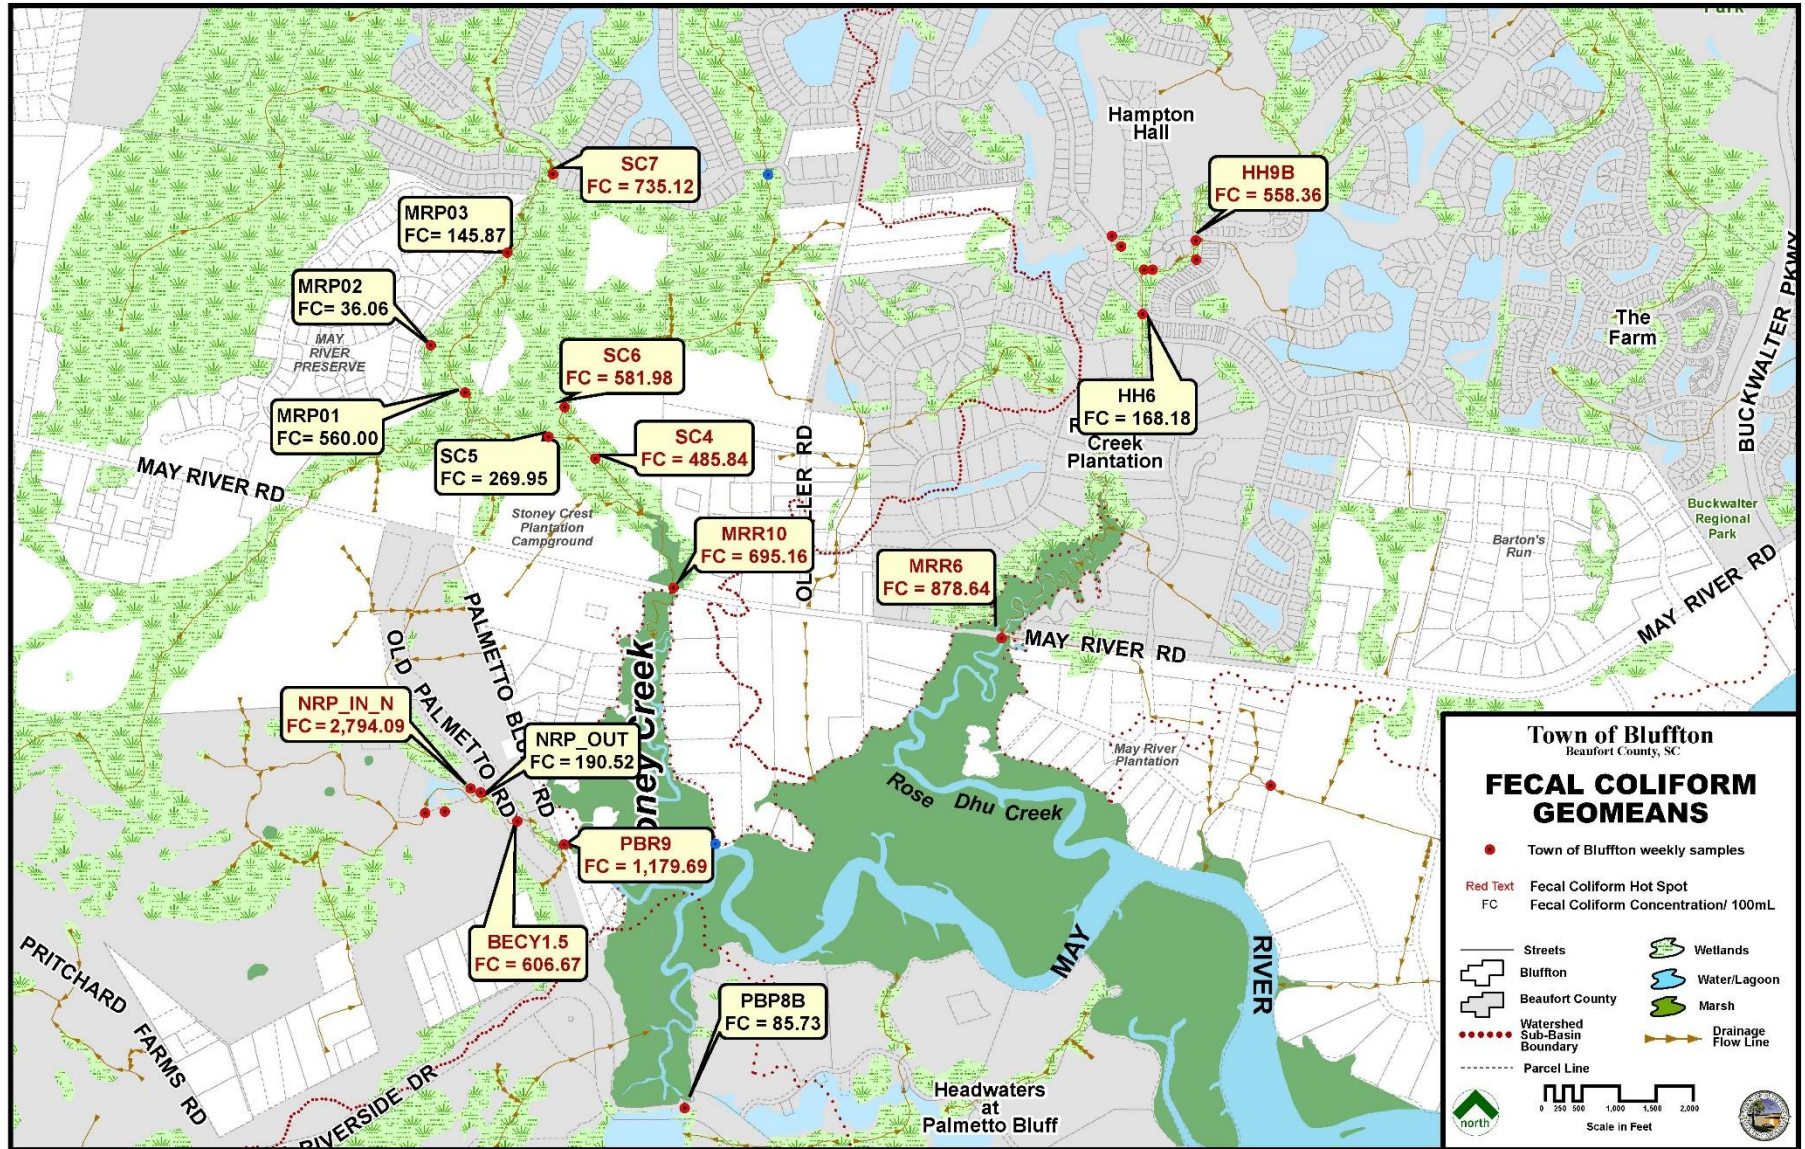 Park
Hampton
Hall
SC7
FC = 735.12
HH9B
FC = 558.36
MRP03
FC= 145.87
MRP02
FC= 36.06
MAY
RIVER
PRESERVE
SC6
FC = 581.98
The
Farm
BUCKWALTER PKWY
MRP01
FC= 560.00
HH6
FC = 168.18
SC4
FC = 485.84
SC5
FC = 269.95
Creek
Plantation
MAY RIVER RD
RD
Stoney Crest
Plantation
Campground
Buckwalter
Regional
Park
Barton's
Run
MRR10
FC = 695.16
MRR6
FC = 878.64
MAY RIVER RD
MAY RIVER RD
PALMETTO
RD
OLD PALMETTO RD
Creek
NRP_IN_N
FC = 2,794.09
NRP_OUT
FC = 190.52
May River
Plantation
Rose Dhu Creek
PBR9
FC = 1,179.69
BECY1.5
FC = 606.67
MAY RIVER
PRITCHARD FARMS RD
PBP8B
FC = 85.73
RIVERSIDE DR
Headwaters
at
Palmetto Bluff
Town of Bluffton
Beaufort County, SC
FECAL COLIFORM
GEOMEANS
Town of Bluffton weekly samples
Red Text Fecal Coliform Hot Spot
FC Fecal Coliform Concentration/ 100mL
Streets
Bluffton
Beaufort County
Watershed
Sub-Basin
Boundary
Parcel Line
Wetlands
Water/Lagoon
Marsh
Drainage
Flow Line
north
0 250 500 1,000 1,500 2,000
Scale in Feet